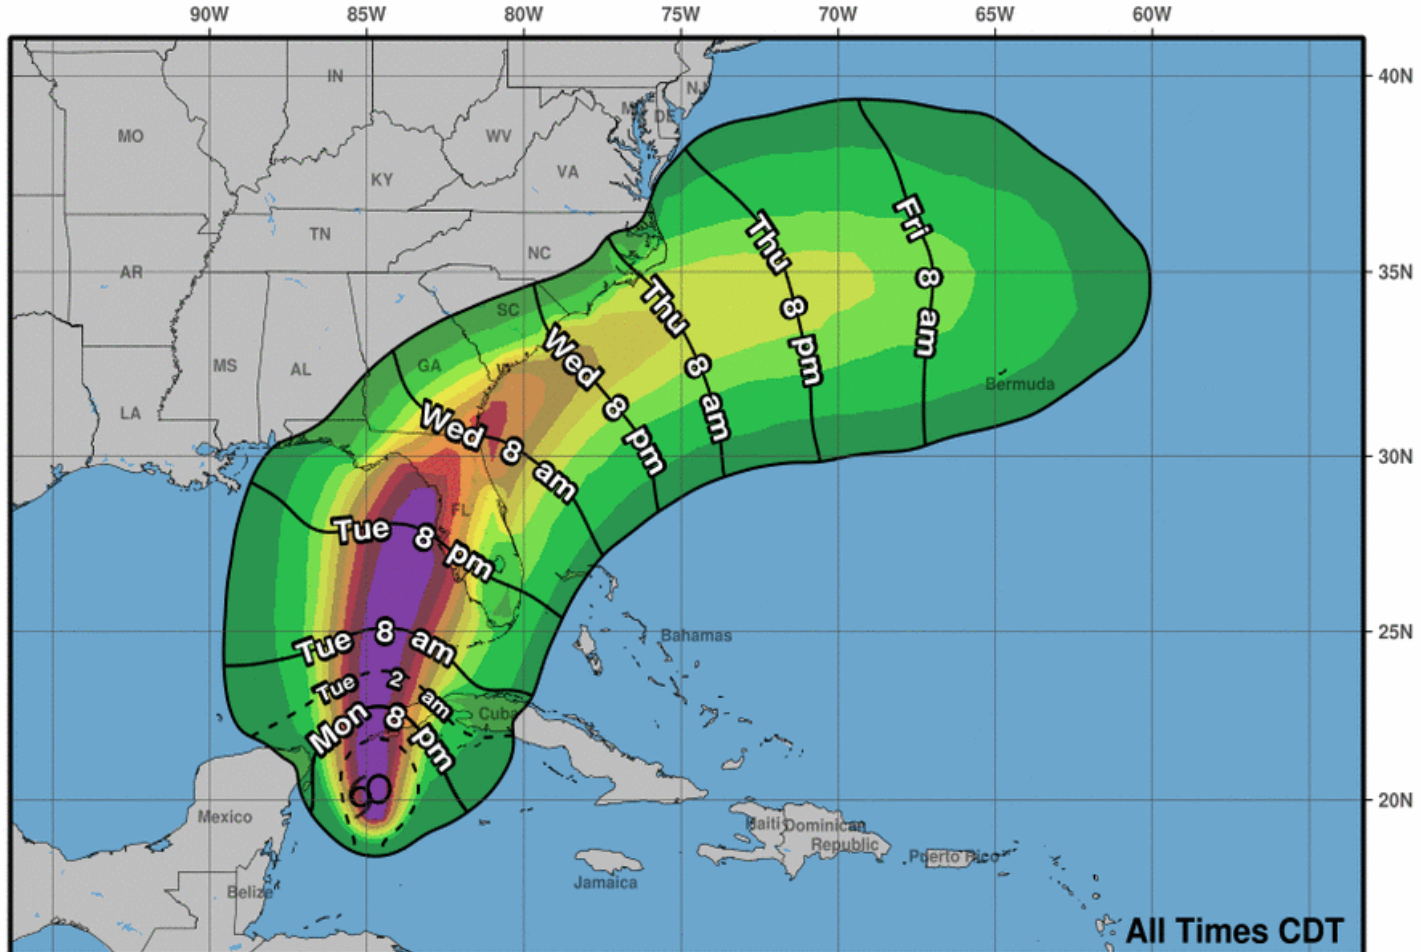 90W 85W 80W 75W 70W 65W 60W
40N
IN
NJ
MD
DE
MO
WV
VA
KY
TN
NC
AR
35N
SC
GA
MS
AL
LA
FL
30N
25N
20N
Fri 8 am
Thu 8 pm
Thu 8 am
Wed 8 pm
Wed 8 am
Tue 8 pm
Tue 8 am
Tue 2 am
Mon 8 pm
60
Bermuda
Bahamas
Cuba
Mexico
Haiti
Dominican
Republic
Puerto Rico
Jamaica
Belize
All Times CDT